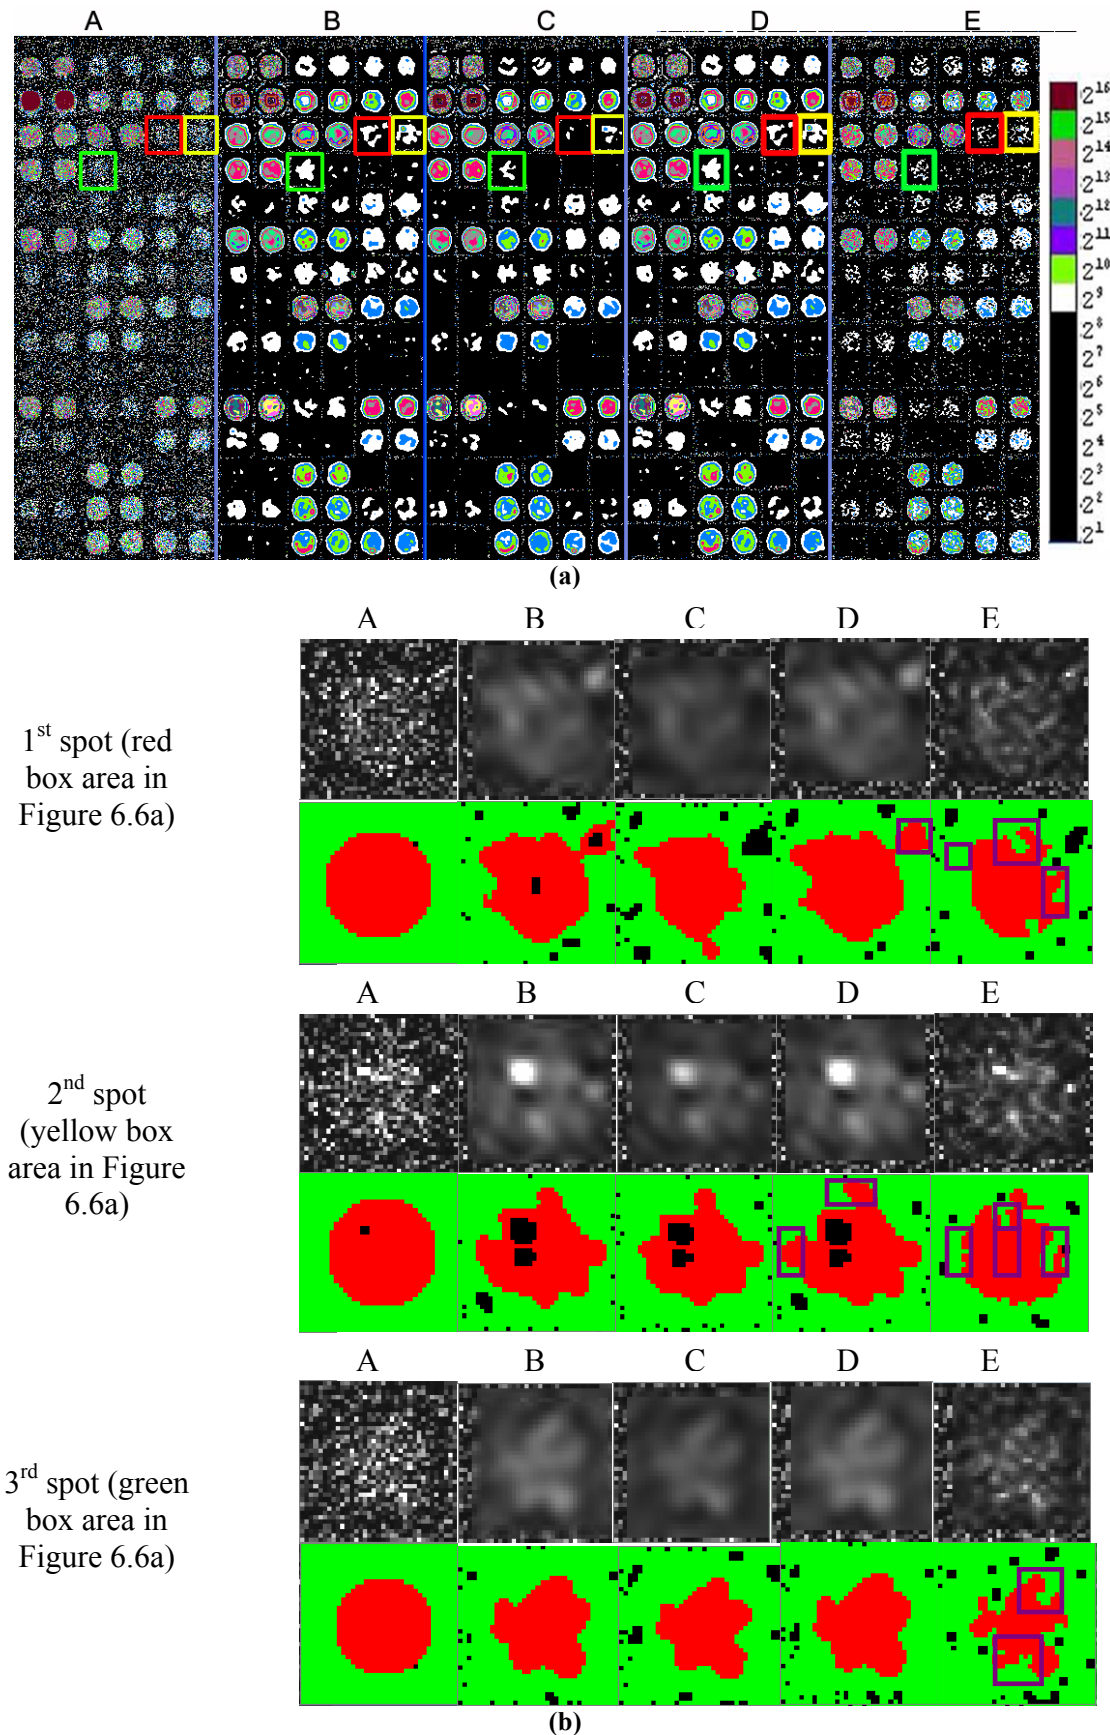 A B C D E
2^16
2^15
2^14
2^13
2^12
2^11
2^10
2^9
2^8
2^7
2^6
2^5
2^4
2^3
2^2
2^1
(a)
A B C D E
1st spot (red
box area in
Figure 6.6a)
A B C D E
2nd spot
(yellow box
area in Figure
6.6a)
A B C D E
3rd spot (green
box area in
Figure 6.6a)
(b)